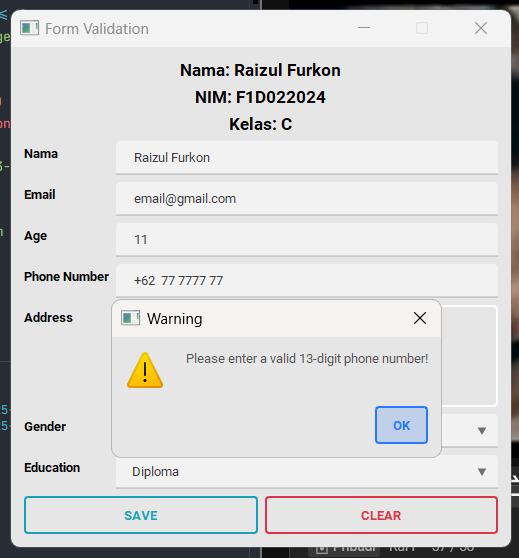 Form Validation
Nama: Raizul Furkon
NIM: F1D022024
Kelas: C
Nama
Raizul Furkon
Email
email@gmail.com
Age
11
Phone Number
+62 77 7777 77
Address
Warning
Please enter a valid 13-digit phone number!
OK
Gender
Education
Diploma
SAVE
CLEAR